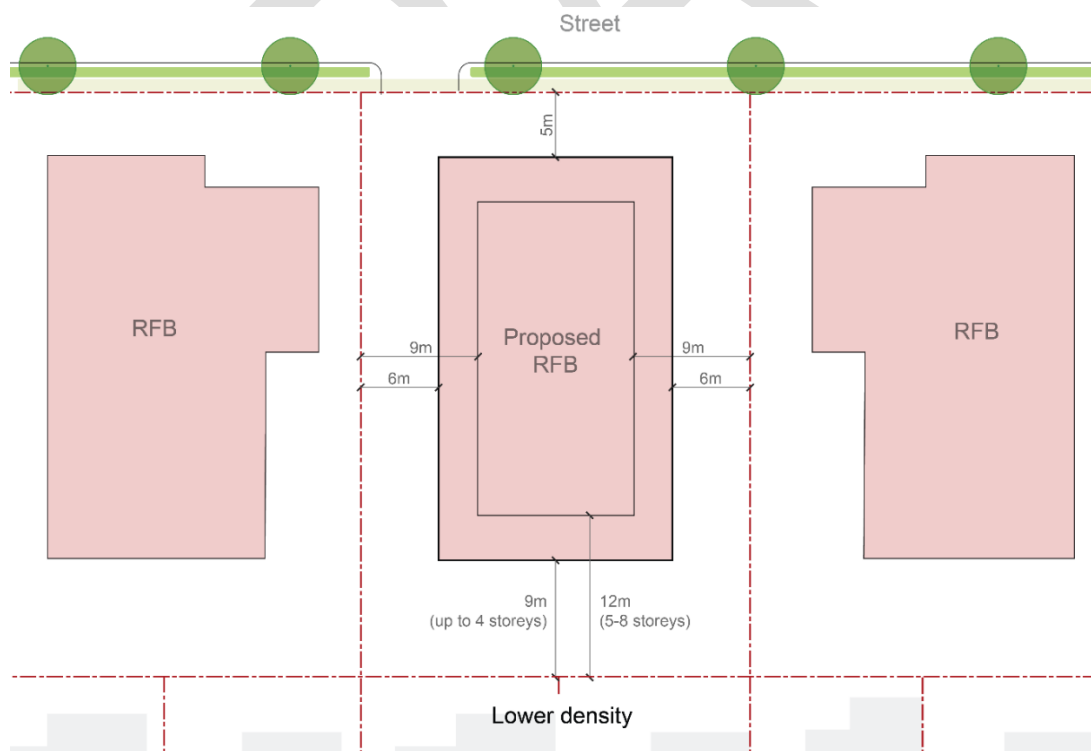 Street
5m
RFB
Proposed
RFB
RFB
9m
9m
6m
6m
9m
(up to 4 storeys)
12m
(5-8 storeys)
Lower density